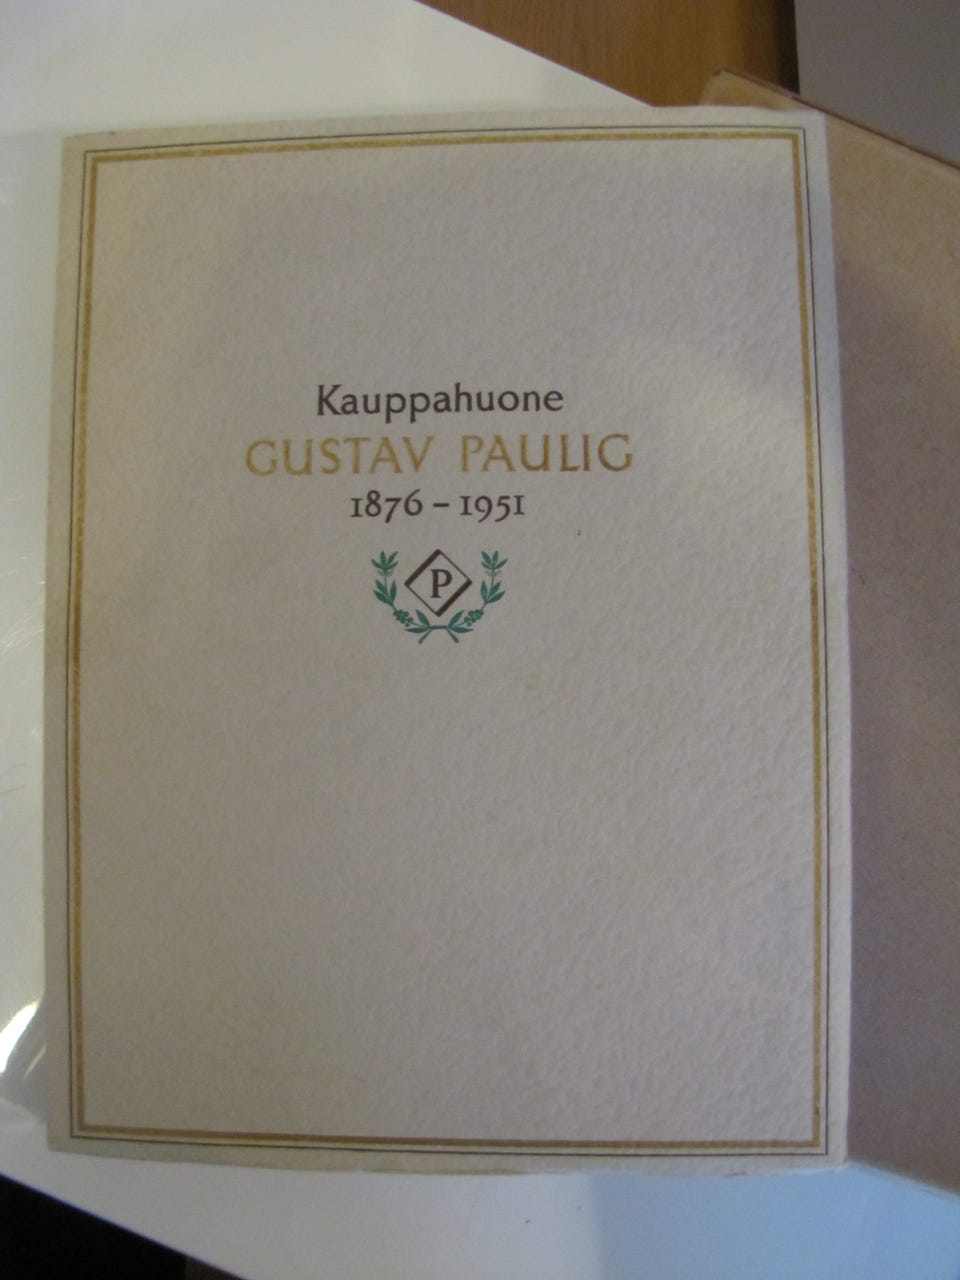 Kauppahuone
GUSTAV PAULIG
1876 – 1951
P